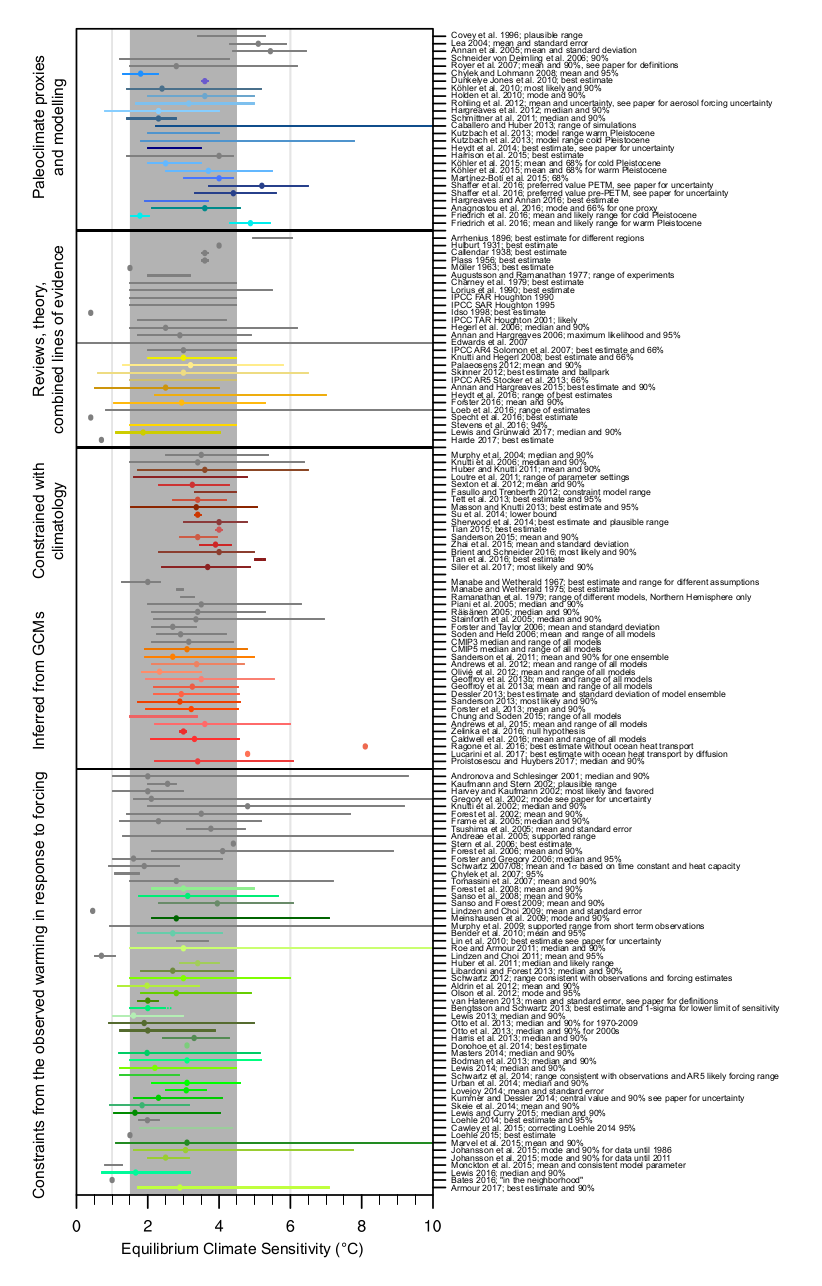 Paleoclimate proxies
and modelling
Covey et al. 1996; plausible range
Lea 2004; mean and standard error
Annan et al. 2005; mean and standard deviation
Schneider von Deimling et al. 2006; 90%
Royer et al. 2007; mean and 90%, see paper for definitions
Chylek and Lohmann 2008; mean and 95%
Dunkelye Jones et al. 2010; best estimate
Köhler et al. 2010; most likely and 90%
Holden et al. 2010; mode and 90%
Rohling et al. 2012; mean and uncertainty, see paper for aerosol forcing uncertainty
Hargreaves et al. 2012; median and 90%
Schmittner at al. 2011; median and 90%
Caballero and Huber 2013; range of simulations
Kutzbach et al. 2013; model range warm Pleistocene
Kutzbach et al. 2013; model range cold Pleistocene
Heydt et al. 2014; best estimate, see paper for uncertainty
Harrison et al. 2015; best estimate
Köhler et al. 2015; mean and 68% for cold Pleistocene
Köhler et al. 2015; mean and 68% for warm Pleistocene
Martínez-Botí et al. 2015; 68%
Shaffer et al. 2016; preferred value PETM, see paper for uncertainty
Shaffer et al. 2016; preferred value pre-PETM, see paper for uncertainty
Hargreaves and Annan 2016; best estimate
Anagnostou et al. 2016; mode and 66% for one proxy
Friedrich et al. 2016; mean and likely range for cold Pleistocene
Friedrich et al. 2016; mean and likely range for warm Pleistocene
Reviews, theory,
combined lines of evidence
Arrhenius 1896; best estimate for different regions
Hulburt 1931; best estimate
Callendar 1938; best estimate
Plass 1956; best estimate
Möller 1963; best estimate
Augustsson and Ramanathan 1977; range of experiments
Charney et al. 1979; best estimate
Lorius et al. 1990; best estimate
IPCC FAR Houghton 1990
IPCC SAR Houghton 1995
Idso 1998; best estimate
IPCC TAR Houghton 2001; likely
Hegerl et al. 2006; median and 90%
Annan and Hargreaves 2006; maximum likelihood and 95%
Edwards et al. 2007
IPCC AR4 Solomon et al. 2007; best estimate and 66%
Knutti and Hegerl 2008; best estimate and 66%
Palaeosens 2012; mean and 90%
Skinner 2012; best estimate and ballpark
IPCC AR5 Stocker et al. 2013; 66%
Annan and Hargreaves 2015; best estimate and 90%
Heydt et al. 2016; range of best estimates
Forster 2016; mean and 90%
Loeb et al. 2016; range of estimates
Specht et al. 2016; best estimate
Stevens et al. 2016; 94%
Lewis and Grünwald 2017; median and 90%
Harde 2017; best estimate
Constrained with
climatology
Murphy et al. 2004; median and 90%
Knutti et al. 2006; median and 90%
Huber and Knutti 2011; mean and 90%
Loutre et al. 2011; range of parameter settings
Sexton et al. 2012; mean and 90%
Fasullo and Trenberth 2012; constraint model range
Tett et al. 2013; best estimate and 95%
Masson and Knutti 2013; best estimate and 95%
Su et al. 2014; lower bound
Sherwood et al. 2014; best estimate and plausible range
Tian 2015; best estimate
Sanderson 2015; mean and 90%
Zhai et al. 2015; mean and standard deviation
Brient and Schneider 2016; most likely and 90%
Tan et al. 2016; best estimate
Siler et al. 2017; most likely and 90%
Inferred from GCMs
Manabe and Wetherald 1967; best estimate and range for different assumptions
Manabe and Wetherald 1975; best estimate
Ramanathan et al. 1979; range of different models, Northern Hemisphere only
Piani et al. 2005; median and 90%
Räisänen 2005; median and 90%
Stainforth et al. 2005; median and 90%
Forster and Taylor 2006; mean and standard deviation
Soden and Held 2006; mean and range of all models
CMIP3 median and range of all models
CMIP5 median and range of all models
Sanderson et al. 2011; mean and 90% for one ensemble
Andrews et al. 2012; mean and range of all models
Olivié et al. 2012; mean and range of all models
Geoffroy et al. 2013b; mean and range of all models
Geoffroy et al. 2013a; mean and range of all models
Dessler 2013; best estimate and standard deviation of model ensemble
Sanderson 2013; most likely and 90%
Forster et al. 2013; mean and 90%
Chung and Soden 2015; range of all models
Andrews et al. 2015; mean and range of all models
Zelinka et al. 2016; null hypothesis
Caldwell et al. 2016; mean and range of all models
Ragone et al. 2016; best estimate without ocean heat transport
Lucarini et al. 2017; best estimate with ocean heat transport by diffusion
Proistosescu and Huybers 2017; median and 90%
Constraints from the observed warming in response to forcing
Andronova and Schlesinger 2001; median and 90%
Kaufmann and Stern 2002; plausible range
Harvey and Kaufmann 2002; most likely and favored
Gregory et al. 2002; mode see paper for uncertainty
Knutti et al. 2002; median and 90%
Forest et al. 2002; mean and 90%
Frame et al. 2005; median and 90%
Tsushima et al. 2005; mean and standard error
Andreae et al. 2005; supported range
Stern et al. 2006; best estimate
Forest et al. 2006; mean and 90%
Forster and Gregory 2006; median and 95%
Schwartz 2007/08; mean and 1σ based on time constant and heat capacity
Chylek et al. 2007; 95%
Tomassini et al. 2007; mean and 90%
Forest et al. 2008; mean and 90%
Sanso et al. 2008; mean and 90%
Sanso and Forest 2009; mean and 90%
Lindzen and Choi 2009; mean and standard error
Meinshausen et al. 2009; mode and 90%
Murphy et al. 2009; supported range from short term observations
Bender et al. 2010; mean and 95%
Lin et al. 2010; best estimate see paper for uncertainty
Roe and Armour 2011; mean and 90%
Lindzen and Choi 2011; mean and 95%
Huber et al. 2011; median and likely range
Libardoni and Forest 2013; median and 90%
Schwartz 2012; range consistent with observations and forcing estimates
Aldrin et al. 2012; mean and 90%
Olson et al. 2012; mode and 95%
van Hateren 2013; mean and standard error, see paper for definitions
Bengtsson and Schwartz 2013; best estimate and 1-sigma for lower limit of sensitivity
Lewis 2013; median and 90%
Otto et al. 2013; median and 90% for 1970-2009
Otto et al. 2013; median and 90% for 2000s
Harris et al. 2013; mean and 90%
Donohoe et al. 2014; best estimate
Masters 2014; median and 90%
Bodman et al. 2013; median and 90%
Lewis 2014; median and 90%
Schwartz et al. 2014; range consistent with observations and AR5 likely forcing range
Urban et al. 2014; median and 90%
Lovejoy 2014; mean and standard error
Kummer and Dessler 2014; central value and 90% see paper for uncertainty
Skeie et al. 2014; mean and 90%
Lewis and Curry 2015; median and 90%
Loehle 2014; best estimate and 95%
Cawley et al. 2015; correcting Loehle 2014 95%
Loehle 2015; best estimate
Marvel et al. 2015; mean and 90%
Johansson et al. 2015; mode and 90% for data until 1986
Johansson et al. 2015; mode and 90% for data until 2011
Monckton et al. 2015; mean and consistent model parameter
Lewis 2016; median and 90%
Bates 2016; "in the neighborhood"
Armour 2017; best estimate and 90%
0 2 4 6 8 10
Equilibrium Climate Sensitivity (°C)